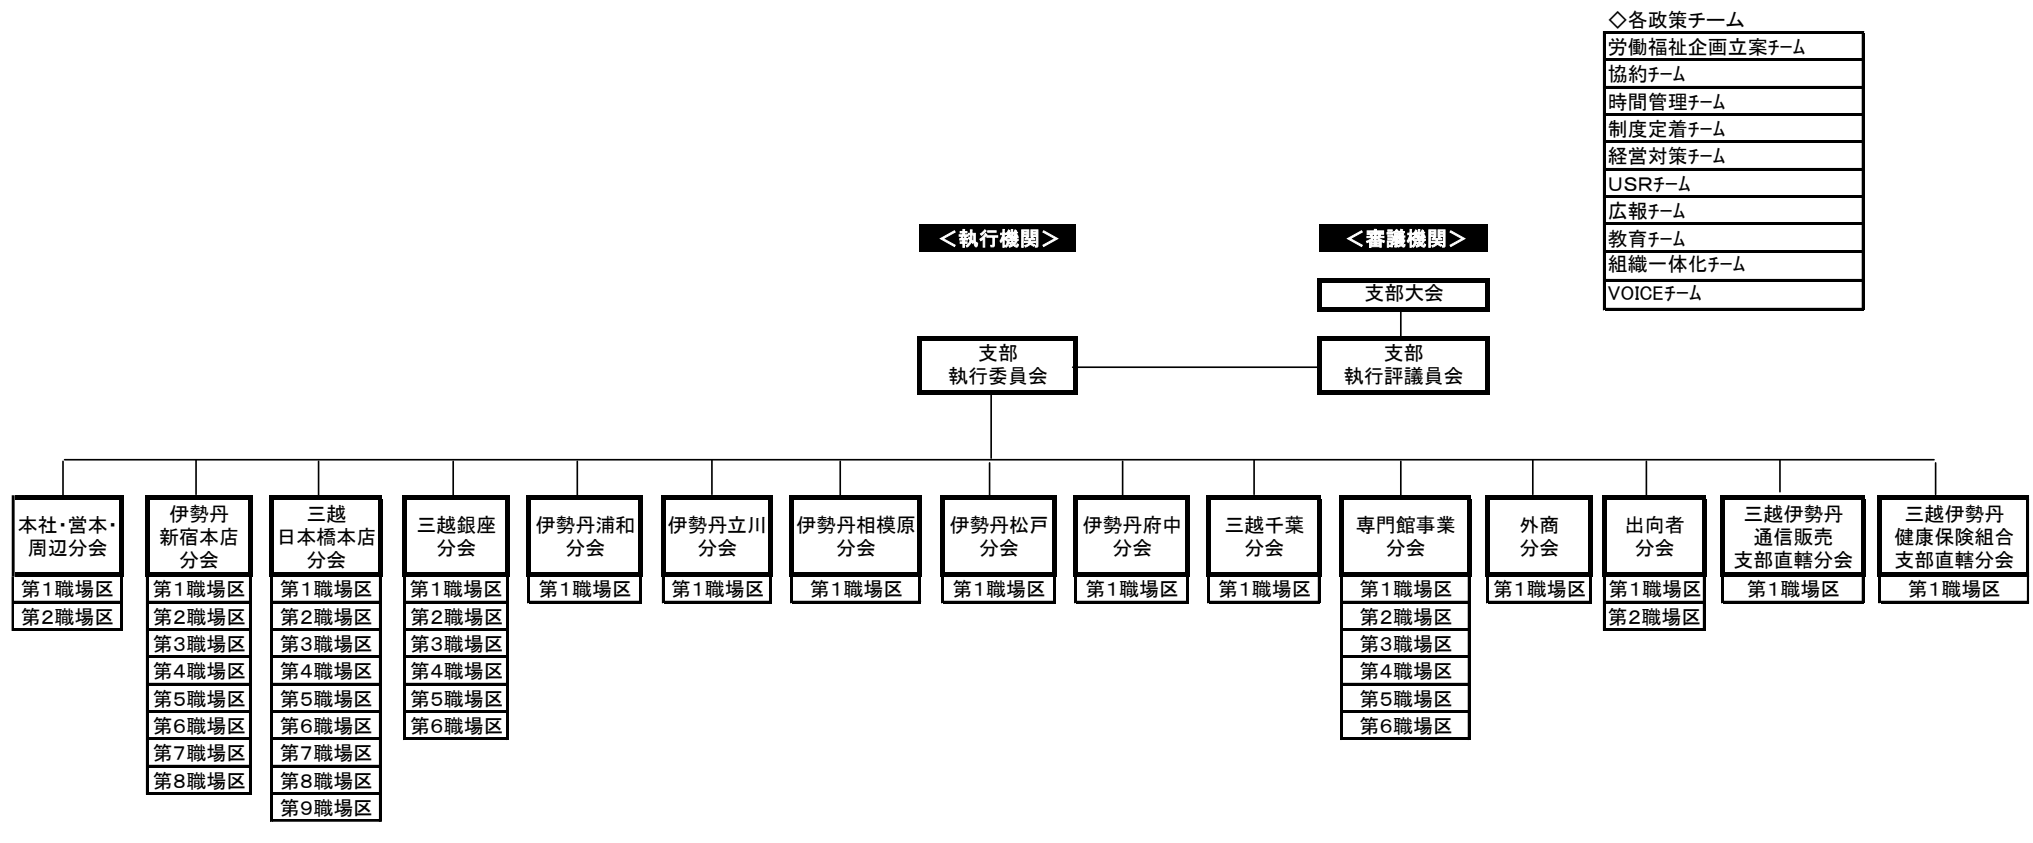 ◇各政策チーム
労働福祉企画立案ﾁｰﾑ
協約ﾁｰﾑ
時間管理ﾁｰﾑ
制度定着ﾁｰﾑ
経営対策ﾁｰﾑ
ＵＳＲﾁｰﾑ
広報ﾁｰﾑ
教育ﾁｰﾑ
組織一体化ﾁｰﾑ
VOICEﾁｰﾑ
＜執行機関＞
＜審議機関＞
支部大会
支部
執行委員会
支部
執行評議員会
本社・営本・
周辺分会
第１職場区
第２職場区
伊勢丹
新宿本店
分会
第１職場区
第２職場区
第３職場区
第４職場区
第５職場区
第６職場区
第７職場区
第８職場区
三越
日本橋本店
分会
第１職場区
第２職場区
第３職場区
第４職場区
第５職場区
第６職場区
第７職場区
第８職場区
第９職場区
三越銀座
分会
第１職場区
第２職場区
第３職場区
第４職場区
第５職場区
第６職場区
伊勢丹浦和
分会
第１職場区
伊勢丹立川
分会
第１職場区
伊勢丹相模原
分会
第１職場区
伊勢丹松戸
分会
第１職場区
伊勢丹府中
分会
第１職場区
三越千葉
分会
第１職場区
専門館事業
分会
第１職場区
第２職場区
第３職場区
第４職場区
第５職場区
第６職場区
外商
分会
第１職場区
出向者
分会
第１職場区
第２職場区
三越伊勢丹
通信販売
支部直轄分会
第１職場区
三越伊勢丹
健康保険組合
支部直轄分会
第１職場区